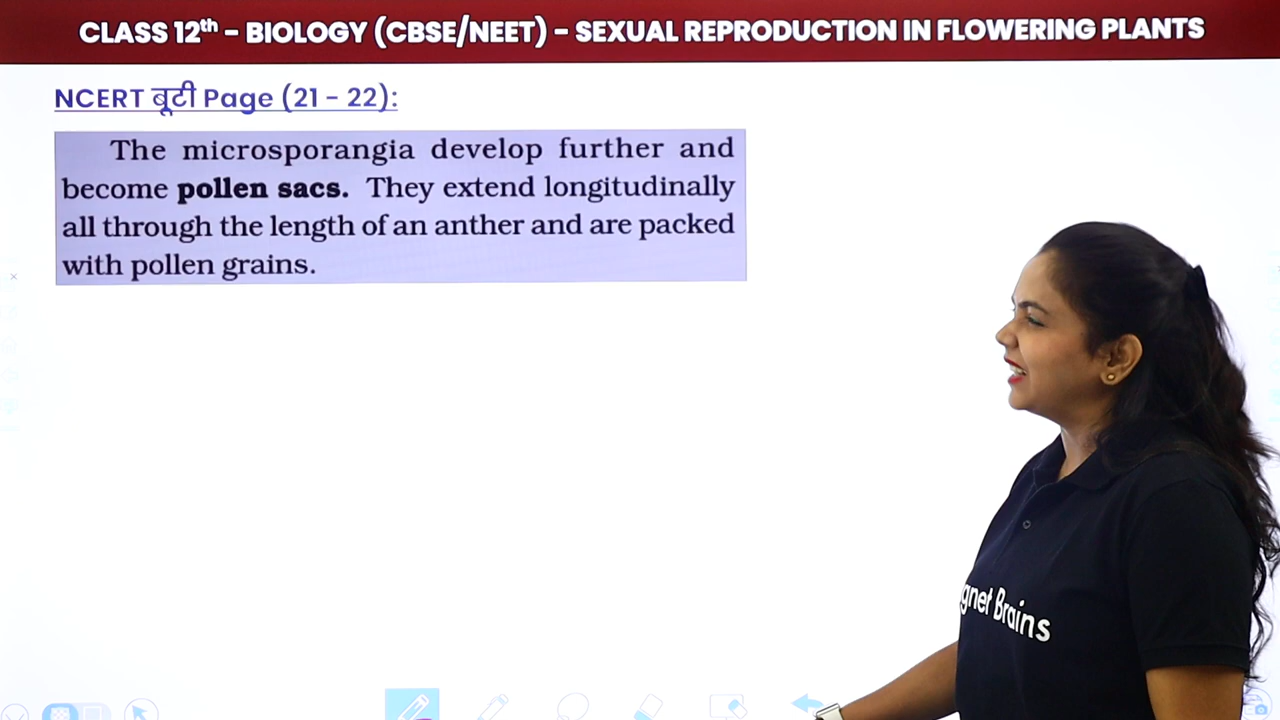 CLASS 12th – BIOLOGY (CBSE/NEET) – SEXUAL REPRODUCTION IN FLOWERING PLANTS
NCERT बूटी Page (21 – 22):
The microsporangia develop further and
become pollen sacs. They extend longitudinally
all through the length of an anther and are packed
with pollen grains.
gnet Brains